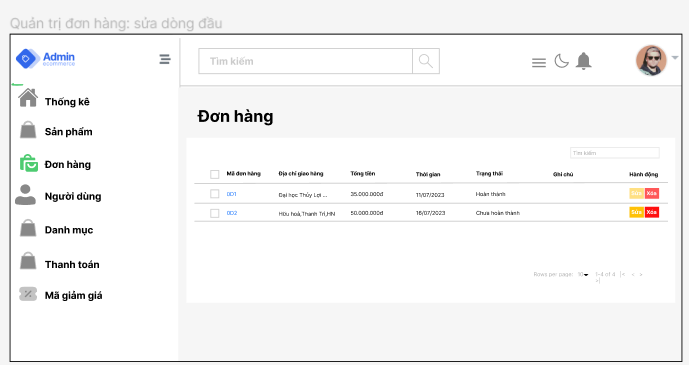 Quản trị đơn hàng: sửa dòng đầu
Admin
ecommerce
Tìm kiếm
Thống kê
Sản phẩm
Đơn hàng
Người dùng
Danh mục
Thanh toán
Mã giảm giá
Đơn hàng
Tìm kiếm
Mã đơn hàng Địa chỉ giao hàng Tổng tiền Thời gian Trạng thái Ghi chú Hành động
0D1 Đại học Thủy Lợi ... 35.000.000đ 11/07/2023 Hoàn thành Sửa Xóa
0D2 Hữu hoà,Thanh Trì,HN 50.000.000đ 16/07/2023 Chưa hoàn thành Sửa Xóa
Rows per page: 10 1-4 of 4 |< < >
>|